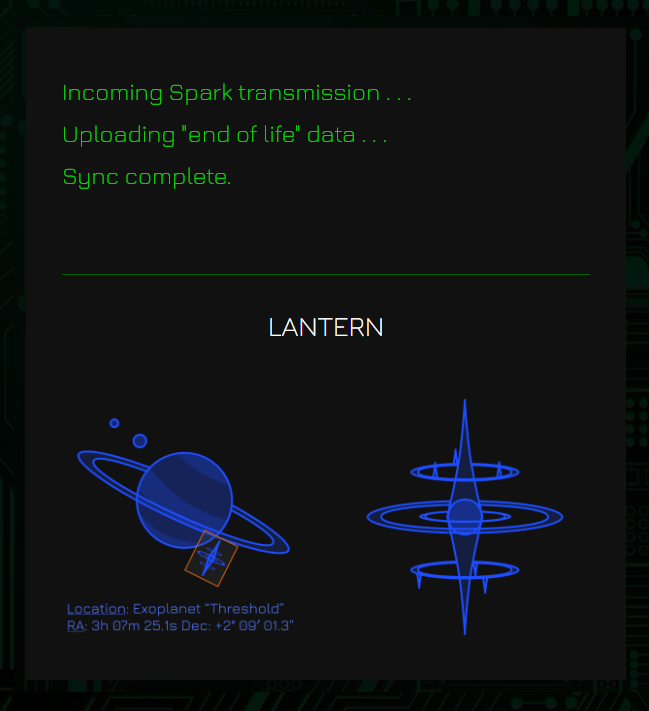 Incoming Spark transmission . . .
Uploading "end of life" data . . .
Sync complete.
LANTERN
Location: Exoplanet “Threshold”
RA: 3h 07m 25.1s Dec: +2° 09′ 01.3″